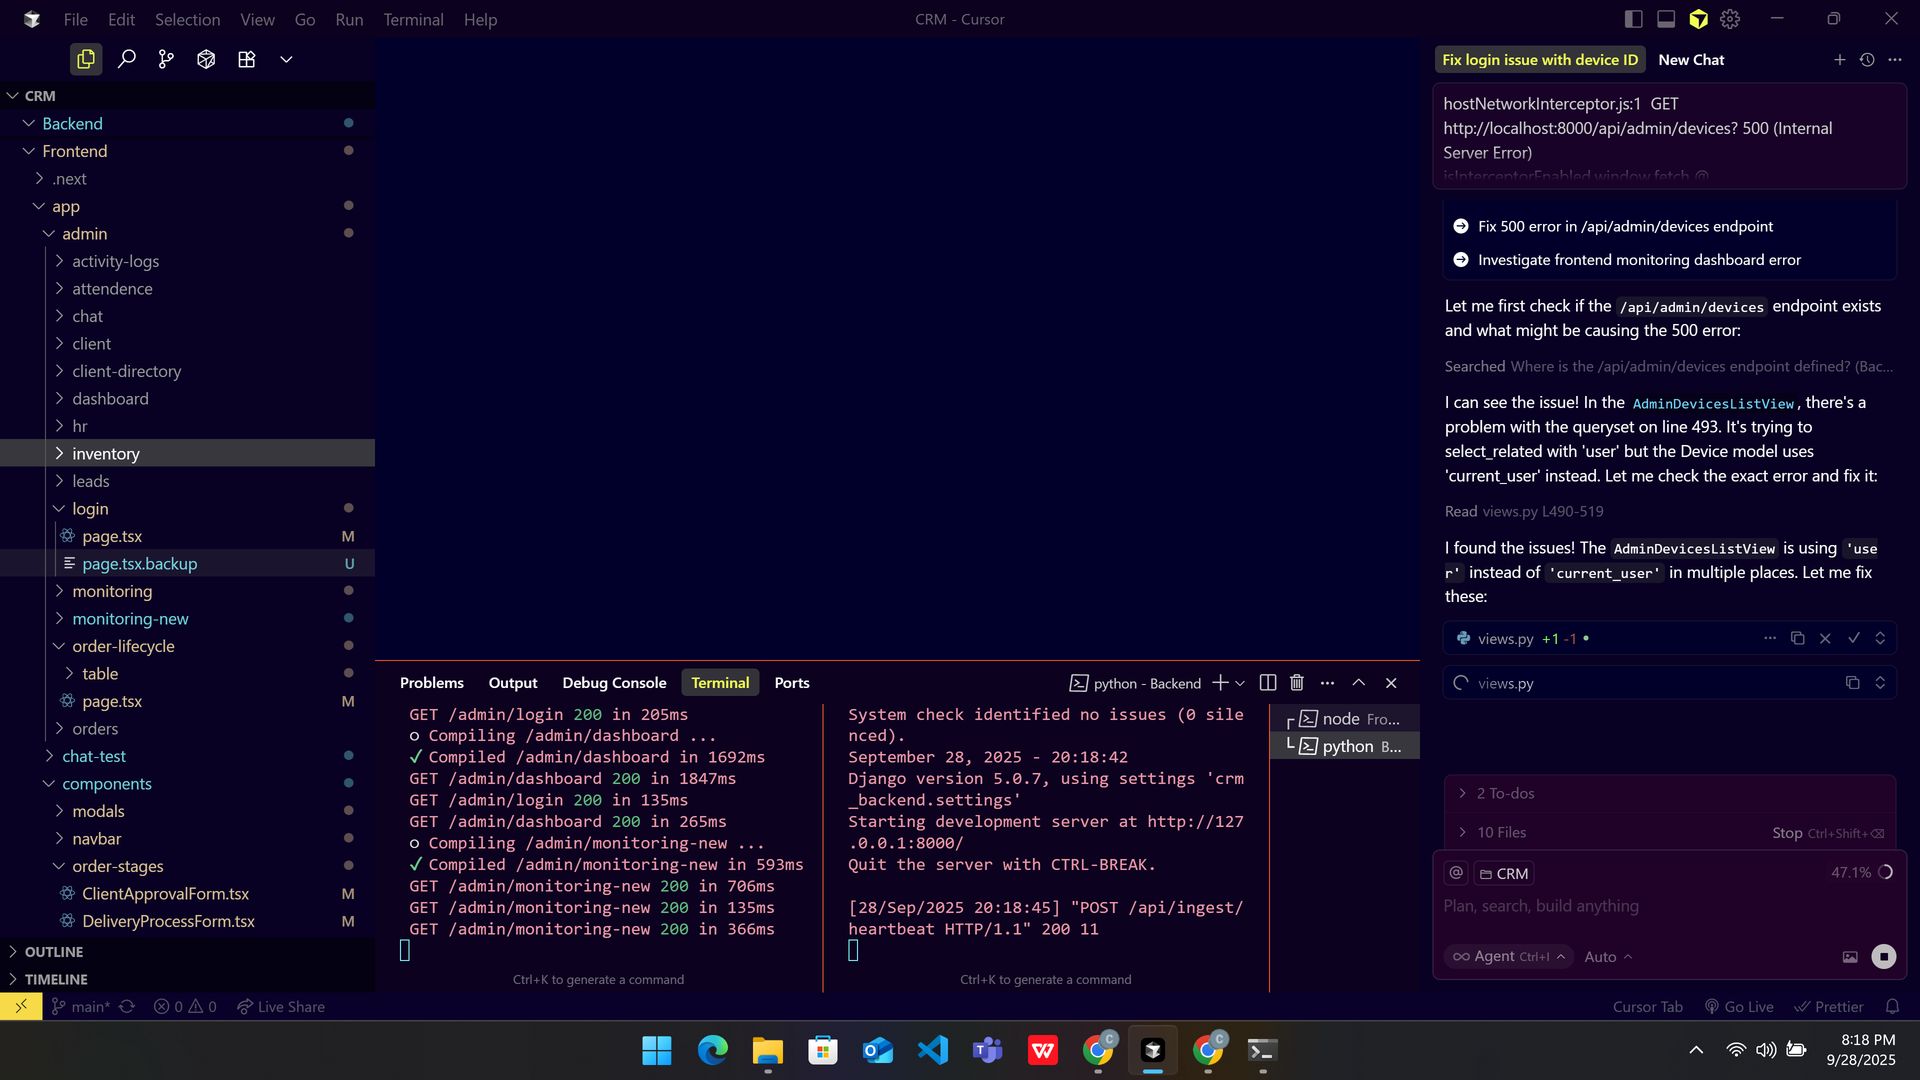 File Edit Selection View Go Run Terminal Help
CRM - Cursor
CRM
Backend
Frontend
.next
app
admin
activity-logs
attendence
chat
client
client-directory
dashboard
hr
inventory
leads
login
page.tsx M
page.tsx.backup U
monitoring
monitoring-new
order-lifecycle
table
page.tsx M
orders
chat-test
components
modals
navbar
order-stages
ClientApprovalForm.tsx M
DeliveryProcessForm.tsx M
OUTLINE
TIMELINE
Problems Output Debug Console Terminal Ports
python - Backend
GET /admin/login 200 in 205ms
Compiling /admin/dashboard ...
✓ Compiled /admin/dashboard in 1692ms
GET /admin/dashboard 200 in 1847ms
GET /admin/login 200 in 135ms
GET /admin/dashboard 200 in 265ms
Compiling /admin/monitoring-new ...
✓ Compiled /admin/monitoring-new in 593ms
GET /admin/monitoring-new 200 in 706ms
GET /admin/monitoring-new 200 in 135ms
GET /admin/monitoring-new 200 in 366ms
Ctrl+K to generate a command
System check identified no issues (0 sile
nced).
September 28, 2025 - 20:18:42
Django version 5.0.7, using settings 'crm
_backend.settings'
Starting development server at http://127
.0.0.1:8000/
Quit the server with CTRL-BREAK.
[28/Sep/2025 20:18:45] "POST /api/ingest/
heartbeat HTTP/1.1" 200 11
Ctrl+K to generate a command
node Fro...
python B...
Fix login issue with device ID New Chat
hostNetworkInterceptor.js:1 GET
http://localhost:8000/api/admin/devices? 500 (Internal
Server Error)
isInterceptorEnabled.window.fetch @
Fix 500 error in /api/admin/devices endpoint
Investigate frontend monitoring dashboard error
Let me first check if the /api/admin/devices endpoint exists
and what might be causing the 500 error:
Searched Where is the /api/admin/devices endpoint defined? (Bac...
I can see the issue! In the AdminDevicesListView, there's a
problem with the queryset on line 493. It's trying to
select_related with 'user' but the Device model uses
'current_user' instead. Let me check the exact error and fix it:
Read views.py L490-519
I found the issues! The AdminDevicesListView is using 'use
r' instead of 'current_user' in multiple places. Let me fix
these:
views.py +1 -1
views.py
2 To-dos
10 Files Stop Ctrl+Shift+⌫
@ CRM 47.1%
Plan, search, build anything
Agent Ctrl+I Auto
main* 0 0 Live Share
Cursor Tab Go Live Prettier
8:18 PM
9/28/2025